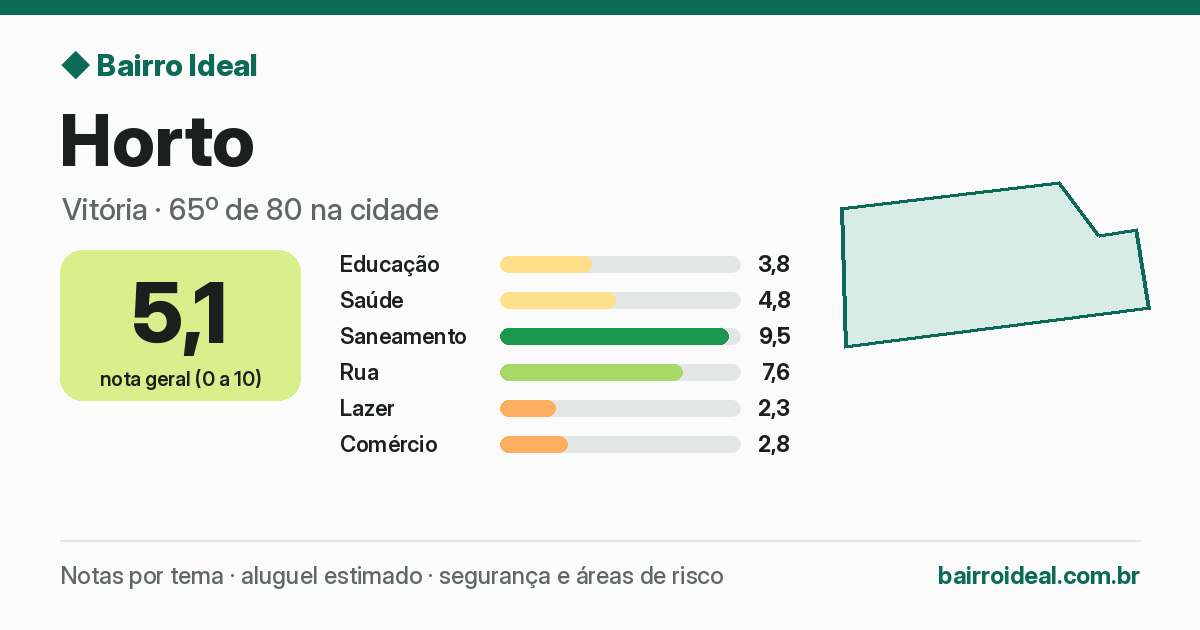 Bairro Ideal
Horto
Vitória · 65º de 80 na cidade
5,1
nota geral (0 a 10)
Educação 3,8
Saúde 4,8
Saneamento 9,5
Rua 7,6
Lazer 2,3
Comércio 2,8
Notas por tema · aluguel estimado · segurança e áreas de risco
bairroideal.com.br